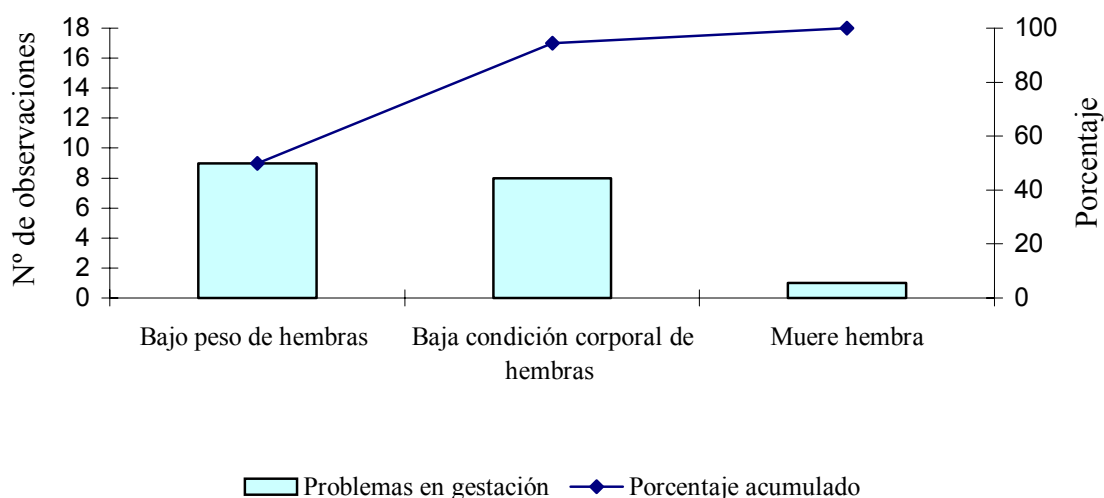 Nº de observaciones
18
16
14
12
10
8
6
4
2
0
100
80
60
40
20
0
Porcentaje
Bajo peso de hembras
Baja condición corporal de
hembras
Muere hembra
Problemas en gestación
Porcentaje acumulado